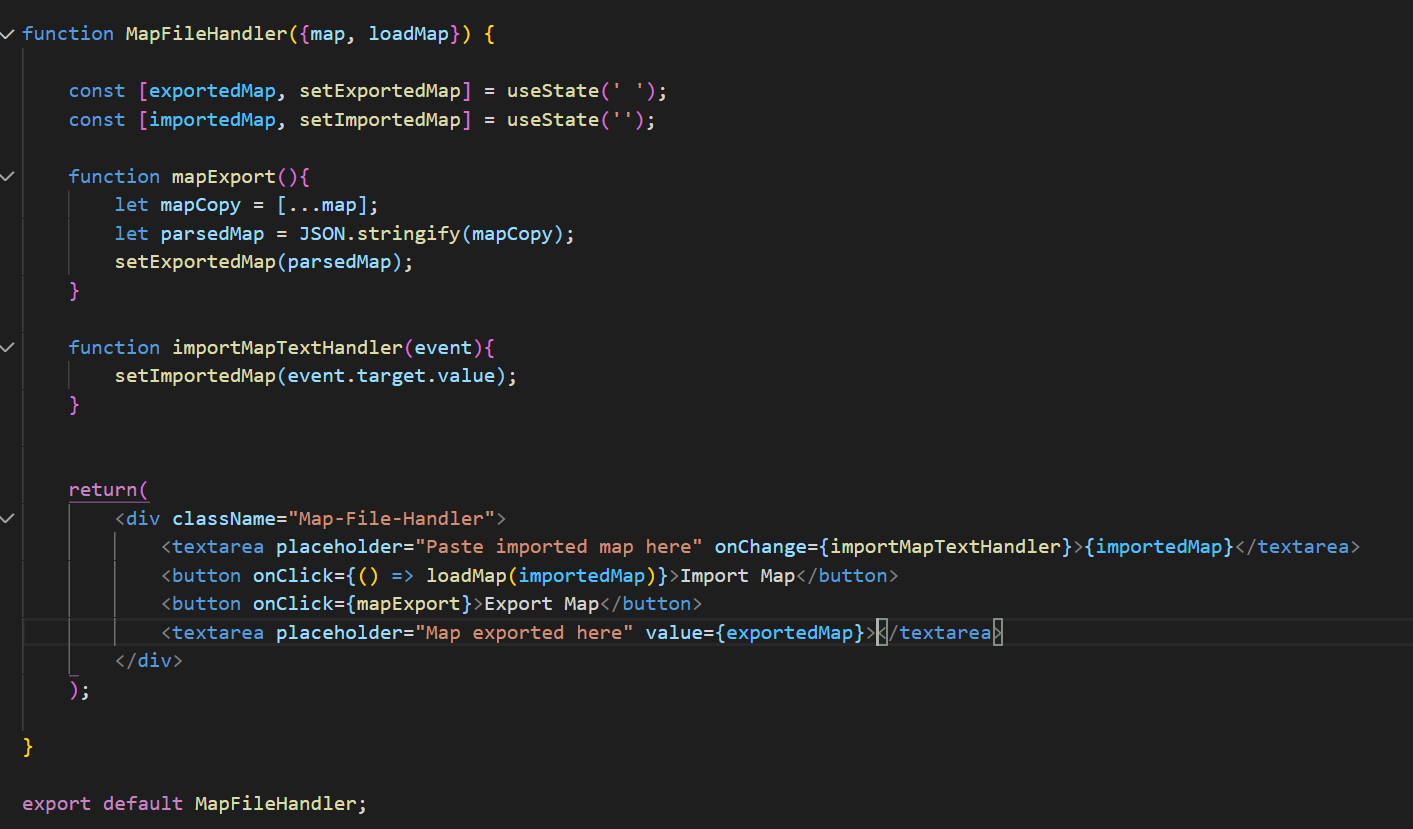 function MapFileHandler({map, loadMap}) {
const [exportedMap, setExportedMap] = useState(' ');
const [importedMap, setImportedMap] = useState('');
function mapExport(){
let mapCopy = [...map];
let parsedMap = JSON.stringify(mapCopy);
setExportedMap(parsedMap);
}
function importMapTextHandler(event){
setImportedMap(event.target.value);
}
return(
<div className="Map-File-Handler">
<textarea placeholder="Paste imported map here" onChange={importMapTextHandler}>{importedMap}</textarea>
<button onClick={() => loadMap(importedMap)}>Import Map</button>
<button onClick={mapExport}>Export Map</button>
<textarea placeholder="Map exported here" value={exportedMap}></textarea>
</div>
);
}
export default MapFileHandler;